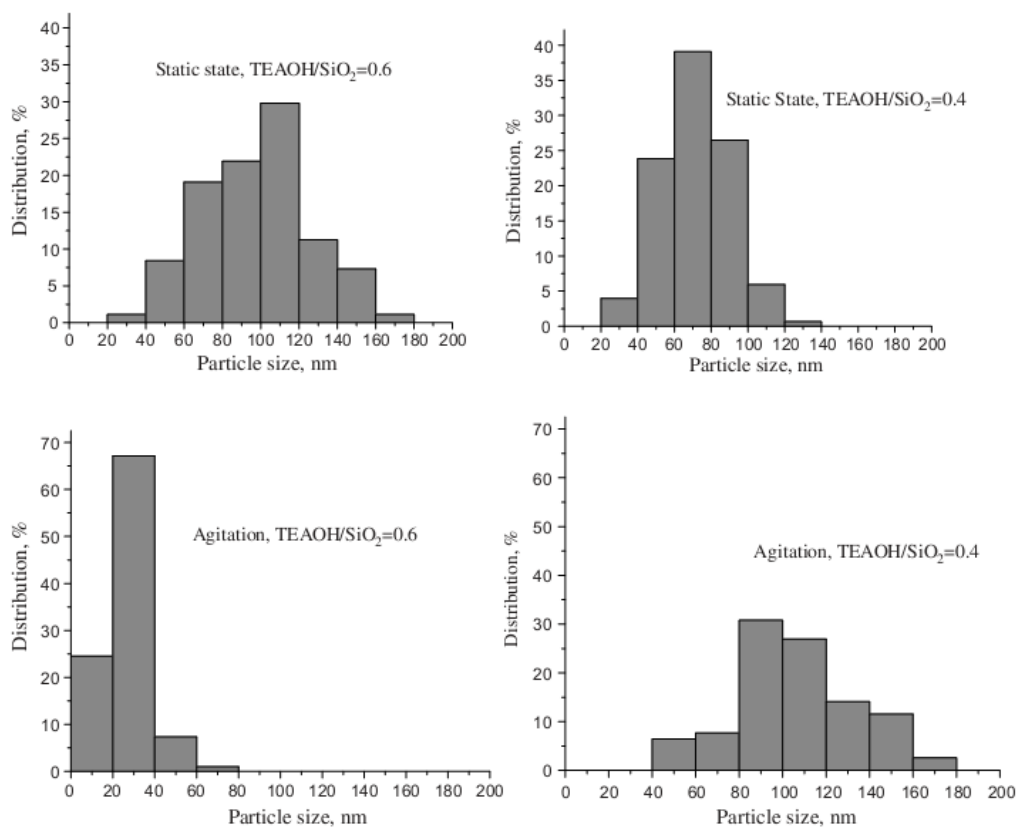 Static state, TEAOH/SiO₂=0.6
Distribution, %
40
35
30
25
20
15
10
5
0
0 20 40 60 80 100 120 140 160 180 200
Particle size, nm
Static State, TEAOH/SiO₂=0.4
Distribution, %
40
35
30
25
20
15
10
5
0
0 20 40 60 80 100 120 140 160 180 200
Particle size, nm
Agitation, TEAOH/SiO₂=0.6
Distribution, %
70
60
50
40
30
20
10
0
0 20 40 60 80 100 120 140 160 180 200
Particle size, nm
Agitation, TEAOH/SiO₂=0.4
Distribution, %
70
60
50
40
30
20
10
0
0 20 40 60 80 100 120 140 160 180 200
Particle size, nm